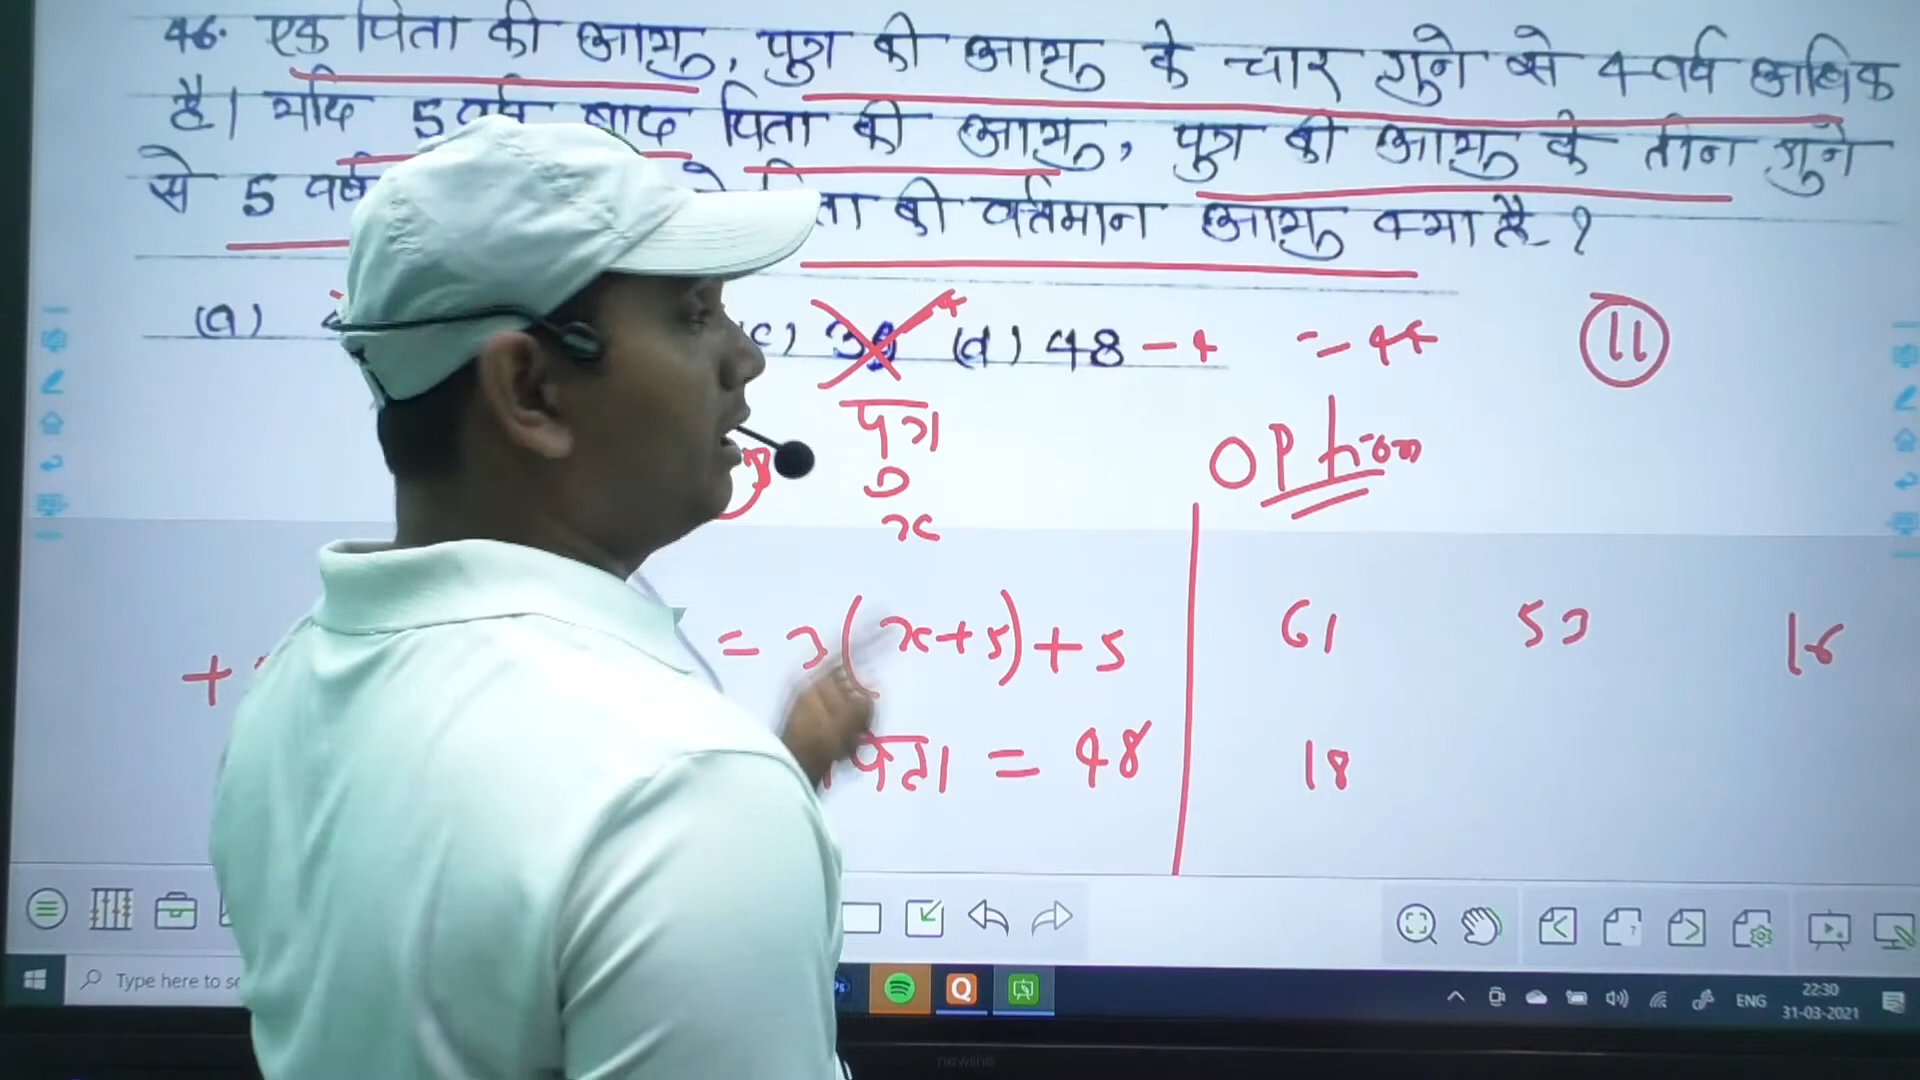 46. एक पिता की आयु, पुत्र की आयु के चार गुने से 4 वर्ष अधिक
है। यदि 5 वर्ष बाद पिता की आयु, पुत्र की आयु के तीन गुने
से 5 वर्ष की वर्तमान आयु क्या है ?
(a) (c) (d) 48 - 4 = 44 11
पुत्र
x
Option
= 3(x+5)+5
पिता = 48
61 53 16
18
Type here to se
ENG 22:30
31-03-2021
newline